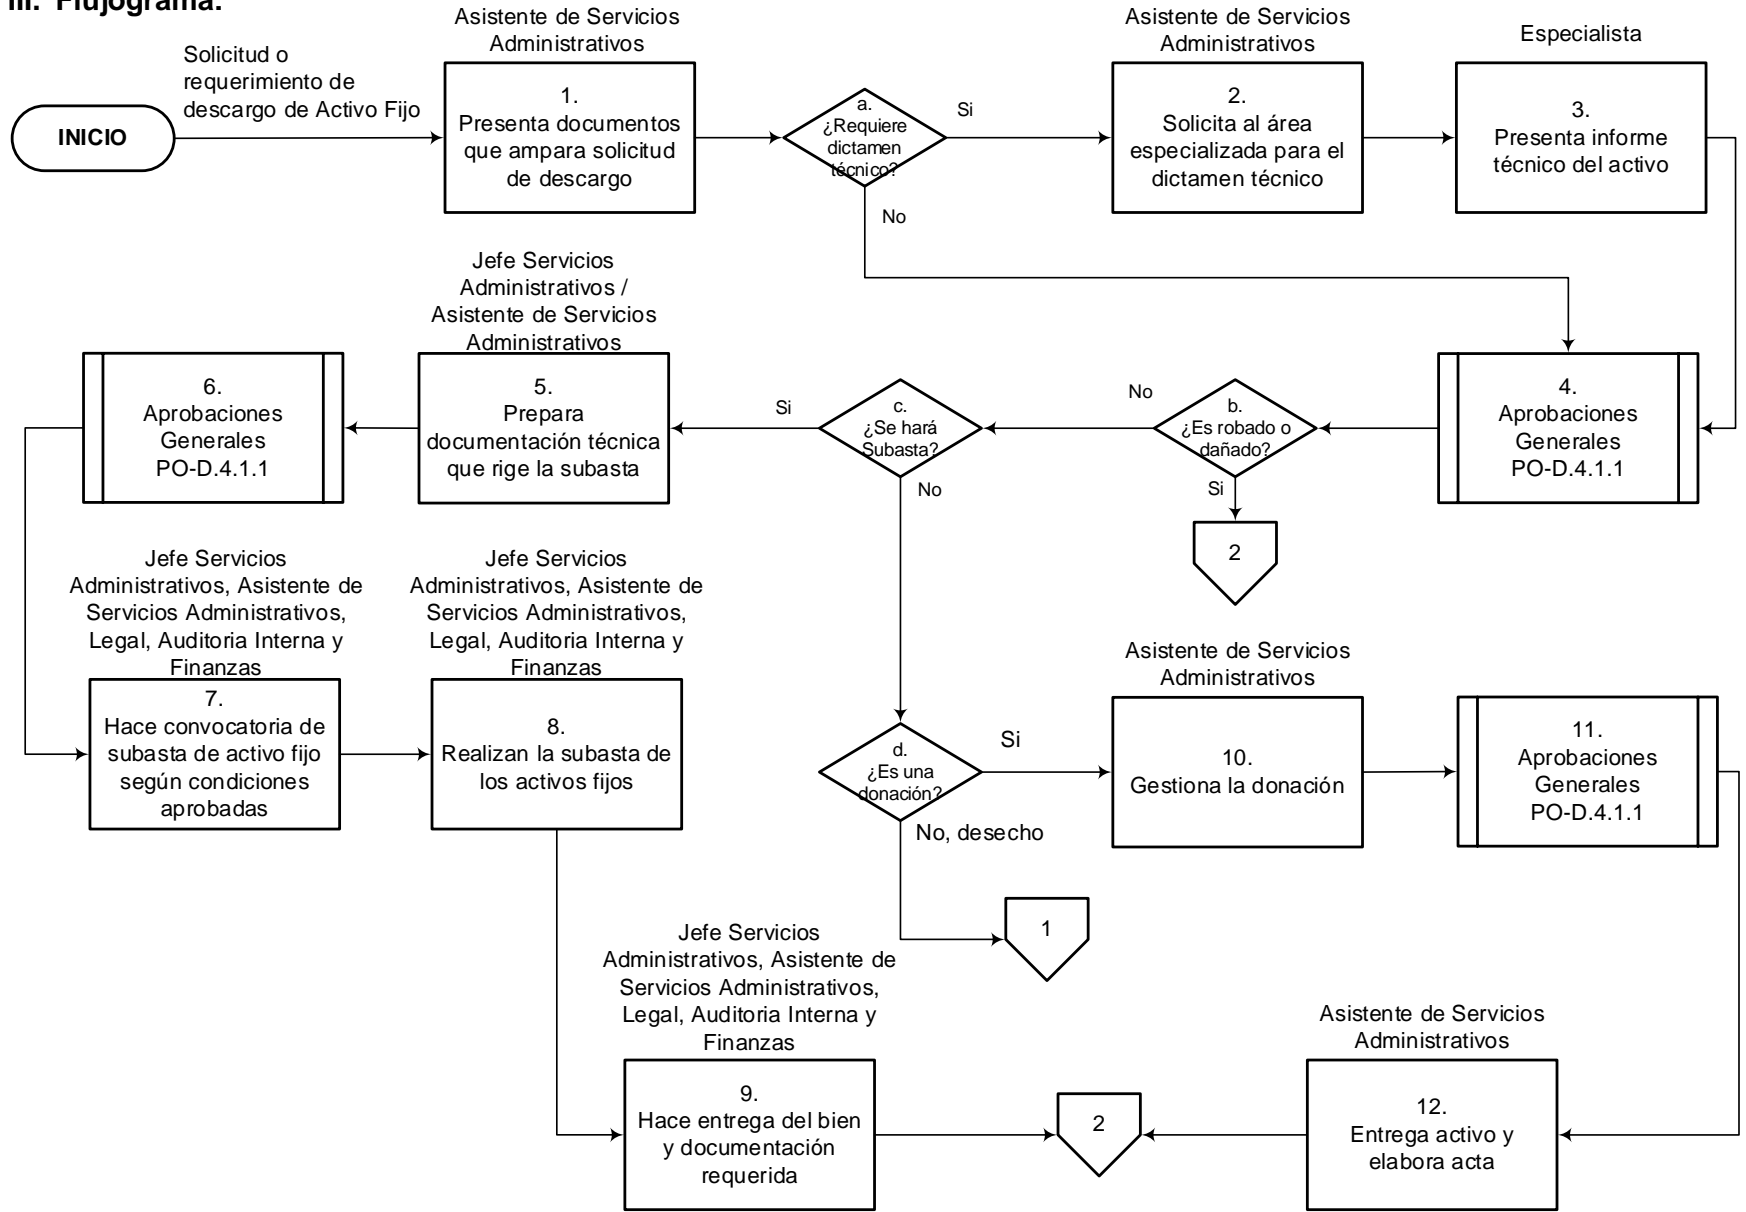 III. Flujograma.
Solicitud o
requerimiento de
descargo de Activo Fijo
INICIO
Asistente de Servicios
Administrativos
1.
Presenta documentos
que ampara solicitud
de descargo
a.
¿Requiere
dictamen
técnico?
Si
No
Asistente de Servicios
Administrativos
2.
Solicita al área
especializada para el
dictamen técnico
Especialista
3.
Presenta informe
técnico del activo
4.
Aprobaciones
Generales
PO-D.4.1.1
b.
¿Es robado o
dañado?
No
Si
2
c.
¿Se hará
Subasta?
Si
No
Jefe Servicios
Administrativos /
Asistente de Servicios
Administrativos
5.
Prepara
documentación técnica
que rige la subasta
6.
Aprobaciones
Generales
PO-D.4.1.1
Jefe Servicios
Administrativos, Asistente de
Servicios Administrativos,
Legal, Auditoria Interna y
Finanzas
7.
Hace convocatoria de
subasta de activo fijo
según condiciones
aprobadas
Jefe Servicios
Administrativos, Asistente de
Servicios Administrativos,
Legal, Auditoria Interna y
Finanzas
8.
Realizan la subasta de
los activos fijos
d.
¿Es una
donación?
Si
No, desecho
1
Asistente de Servicios
Administrativos
10.
Gestiona la donación
11.
Aprobaciones
Generales
PO-D.4.1.1
Jefe Servicios
Administrativos, Asistente de
Servicios Administrativos,
Legal, Auditoria Interna y
Finanzas
9.
Hace entrega del bien
y documentación
requerida
2
Asistente de Servicios
Administrativos
12.
Entrega activo y
elabora acta